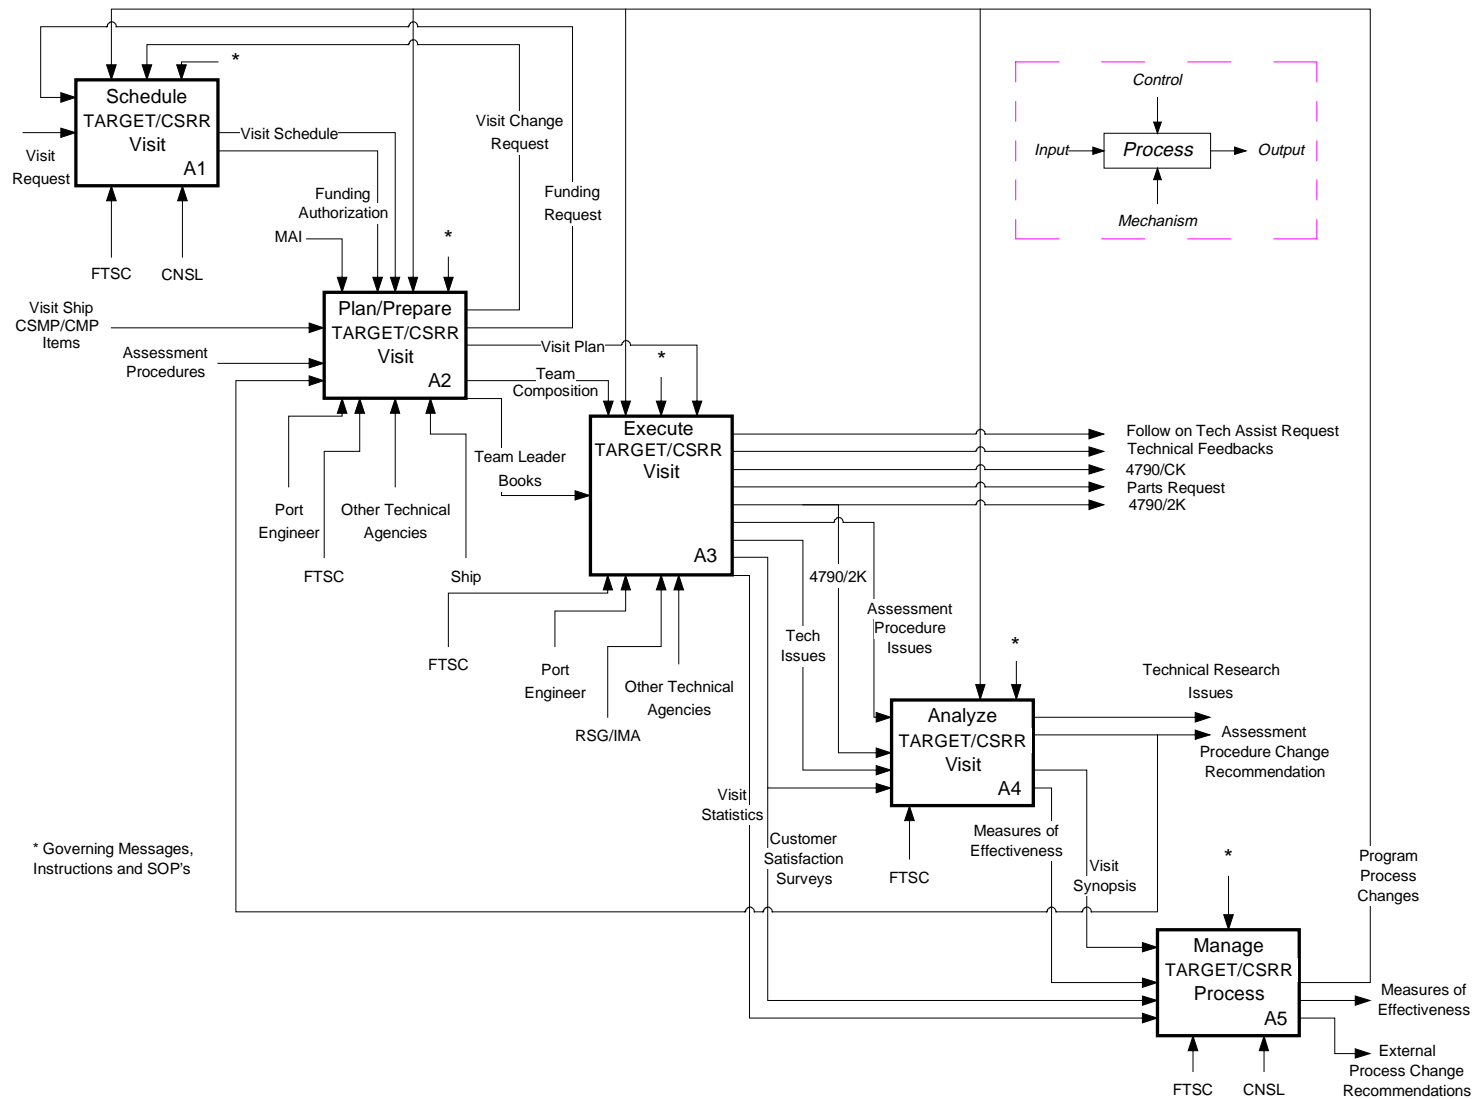 *
Schedule
TARGET/CSRR
Visit
A1
Visit
Request
FTSC
CNSL
Visit Schedule
Funding
Authorization
MAI
*
Visit Change
Request
Funding
Request
Control
Input
Process
Output
Mechanism
Visit Ship
CSMP/CMP
Items
Assessment
Procedures
Plan/Prepare
TARGET/CSRR
Visit
A2
Visit Plan
Team
Composition
*
Team Leader
Books
Port
Engineer
FTSC
Other Technical
Agencies
Ship
Execute
TARGET/CSRR
Visit
A3
Follow on Tech Assist Request
Technical Feedbacks
4790/CK
Parts Request
4790/2K
FTSC
Port
Engineer
RSG/IMA
Other Technical
Agencies
4790/2K
Tech
Issues
Assessment
Procedure
Issues
*
Analyze
TARGET/CSRR
Visit
A4
Technical Research
Issues
Assessment
Procedure Change
Recommendation
Visit
Statistics
Customer
Satisfaction
Surveys
FTSC
Measures of
Effectiveness
Visit
Synopsis
* Governing Messages,
Instructions and SOP's
*
Program
Process
Changes
Manage
TARGET/CSRR
Process
A5
Measures of
Effectiveness
External
Process Change
Recommendations
FTSC
CNSL